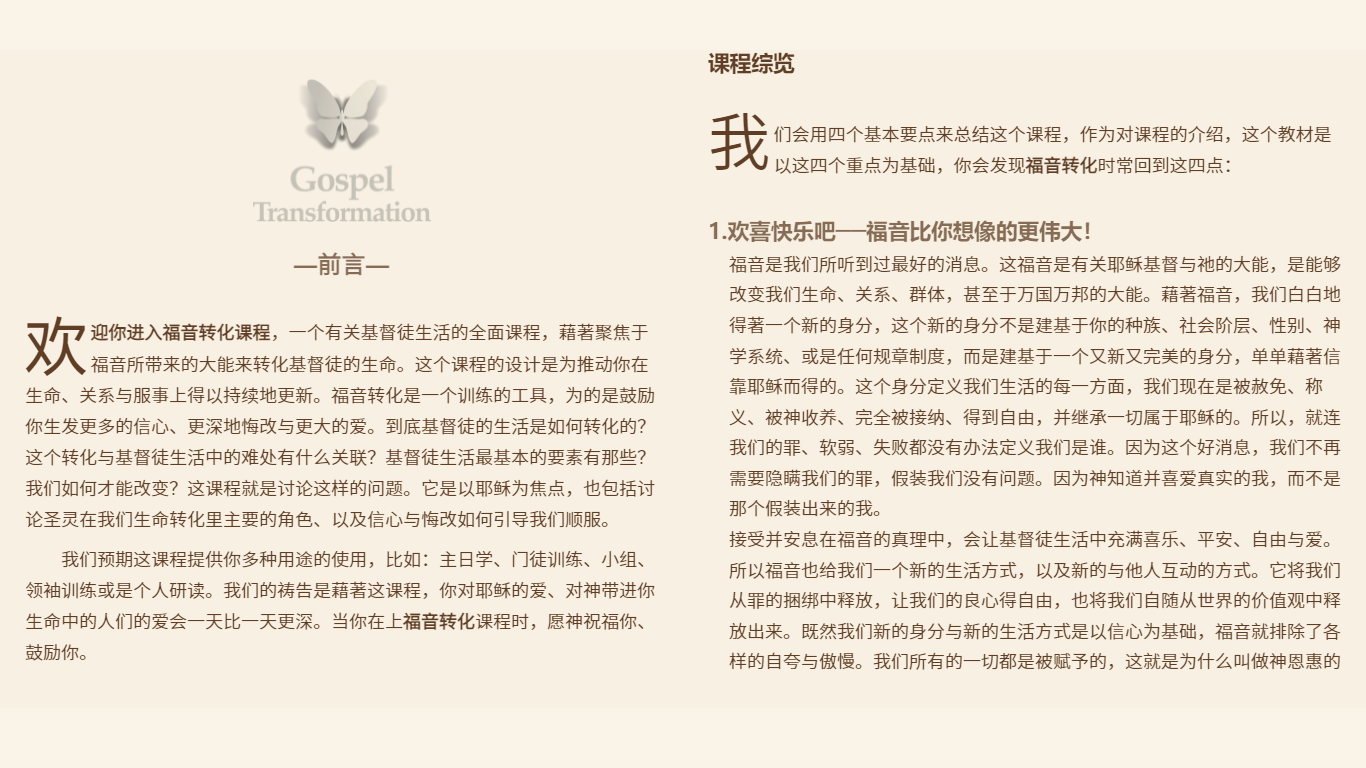 Gospel
Transformation
—前言—
欢迎你进入福音转化课程，一个有关基督徒生活的全面课程，藉著聚焦于
福音所带来的大能来转化基督徒的生命。这个课程的设计是为推动你在
生命、关系与服事上得以持续地更新。福音转化是一个训练的工具，为的是鼓励
你生发更多的信心、更深地悔改与更大的爱。到底基督徒的生活是如何转化的？
这个转化与基督徒生活中的难处有什么关联？基督徒生活最基本的要素有那些？
我们如何才能改变？这课程就是讨论这样的问题。它是以耶稣为焦点，也包括讨
论圣灵在我们生命转化里主要的角色、以及信心与悔改如何引导我们顺服。
我们预期这课程提供你多种用途的使用，比如：主日学、门徒训练、小组、
领袖训练或是个人研读。我们的祷告是藉著这课程，你对耶稣的爱、对神带进你
生命中的人们的爱会一天比一天更深。当你在上福音转化课程时，愿神祝福你、
鼓励你。
课程综览
我们会用四个基本要点来总结这个课程，作为对课程的介绍，这个教材是
以这四个重点为基础，你会发现福音转化时常回到这四点：
1.欢喜快乐吧──福音比你想像的更伟大！
福音是我们所听到过最好的消息。这福音是有关耶稣基督与祂的大能，是能够
改变我们生命、关系、群体，甚至于万国万邦的大能。藉著福音，我们白白地
得著一个新的身分，这个新的身分不是建基于你的种族、社会阶层、性别、神
学系统、或是任何规章制度，而是建基于一个又新又完美的身分，单单藉著信
靠耶稣而得的。这个身分定义我们生活的每一方面，我们现在是被赦免、称
义、被神收养、完全被接纳、得到自由，并继承一切属于耶稣的。所以，就连
我们的罪、软弱、失败都没有办法定义我们是谁。因为这个好消息，我们不再
需要隐瞒我们的罪，假装我们没有问题。因为神知道并喜爱真实的我，而不是
那个假装出来的我。
接受并安息在福音的真理中，会让基督徒生活中充满喜乐、平安、自由与爱。
所以福音也给我们一个新的生活方式，以及新的与他人互动的方式。它将我们
从罪的捆绑中释放，让我们的良心得自由，也将我们自随从世界的价值观中释
放出来。既然我们新的身分与新的生活方式是以信心为基础，福音就排除了各
样的自夸与傲慢。我们所有的一切都是被赋予的，这就是为什么叫做神恩惠的